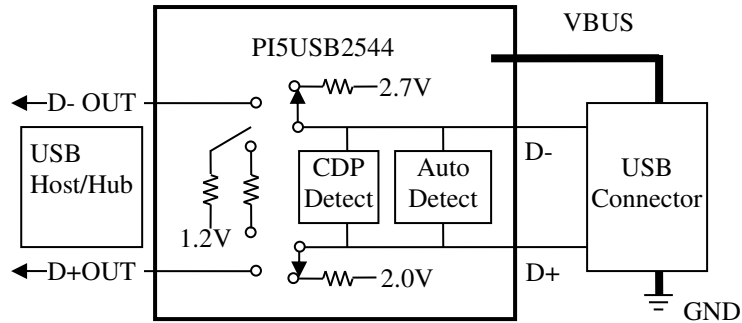 VBUS
PI5USB2544
2.7V
D- OUT
USB
Host/Hub
CDP
Detect
Auto
Detect
D-
USB
Connector
1.2V
D+OUT
2.0V
D+
GND